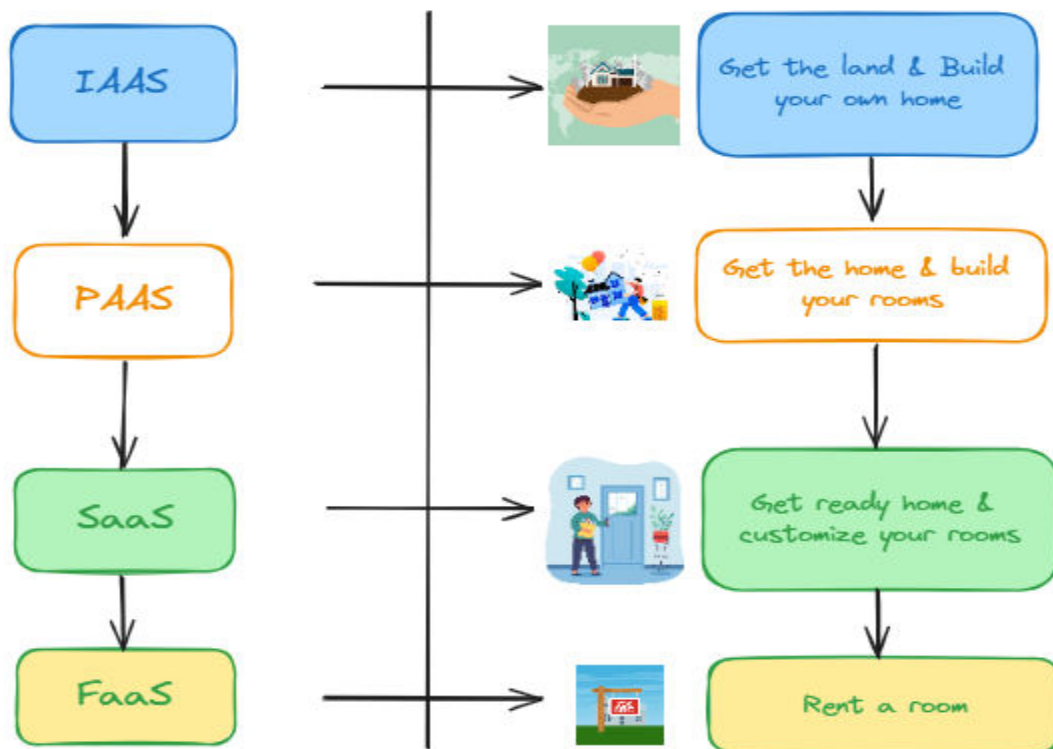 IAAS
Get the land & Build
your own home
PAAS
Get the home & build
your rooms
SaaS
Get ready home &
customize your rooms
FaaS
Rent a room